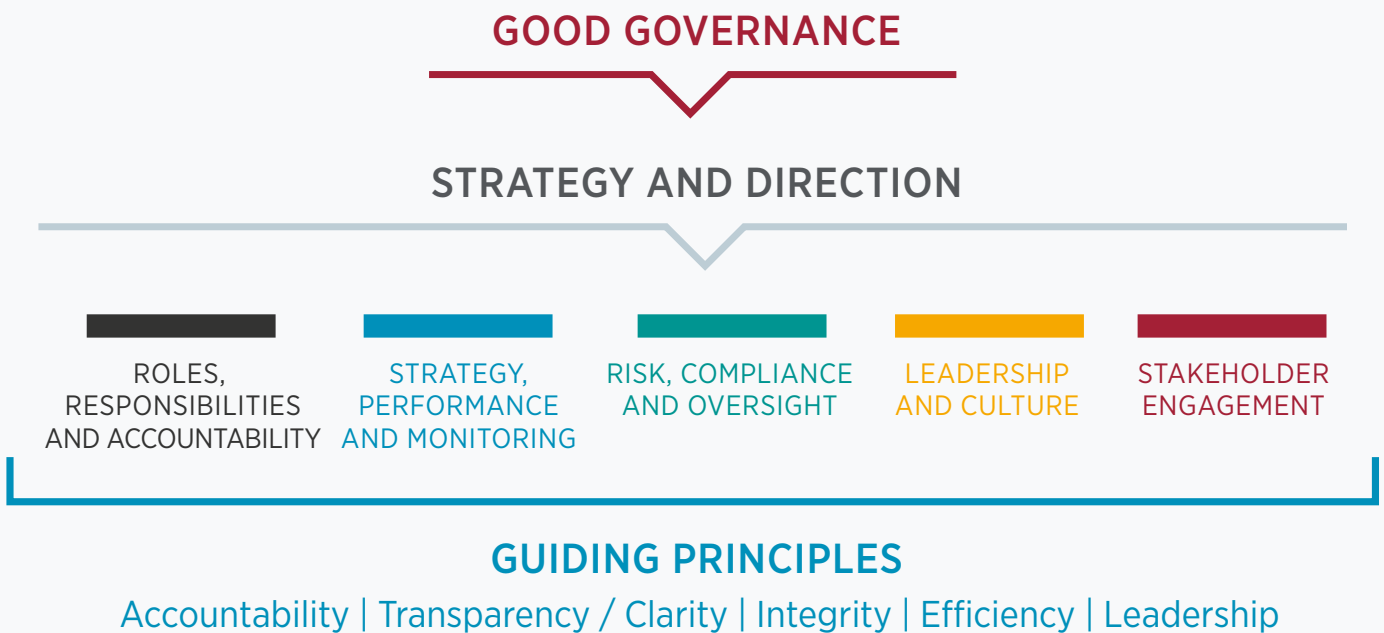 GOOD GOVERNANCE
STRATEGY AND DIRECTION
ROLES,
RESPONSIBILITIES
AND ACCOUNTABILITY
STRATEGY,
PERFORMANCE
AND MONITORING
RISK, COMPLIANCE
AND OVERSIGHT
LEADERSHIP
AND CULTURE
STAKEHOLDER
ENGAGEMENT
GUIDING PRINCIPLES
Accountability | Transparency / Clarity | Integrity | Efficiency | Leadership